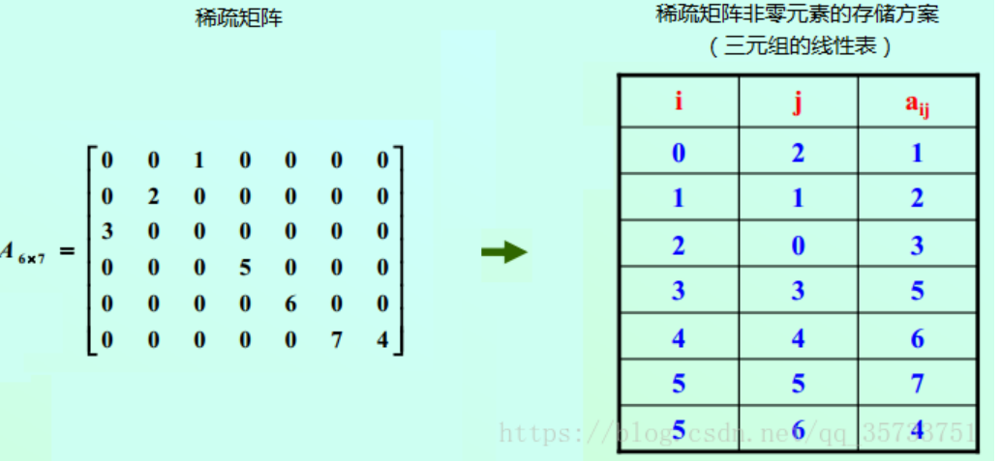 稀疏矩阵
稀疏矩阵非零元素的存储方案
（三元组的线性表）
A 6×7 =
0 0 1 0 0 0 0
0 2 0 0 0 0 0
3 0 0 0 0 0 0
0 0 0 5 0 0 0
0 0 0 0 6 0 0
0 0 0 0 0 7 4
i j aij
0 2 1
1 1 2
2 0 3
3 3 5
4 4 6
5 5 7
5 6 4
https://blog.csdn.net/qq_35733751